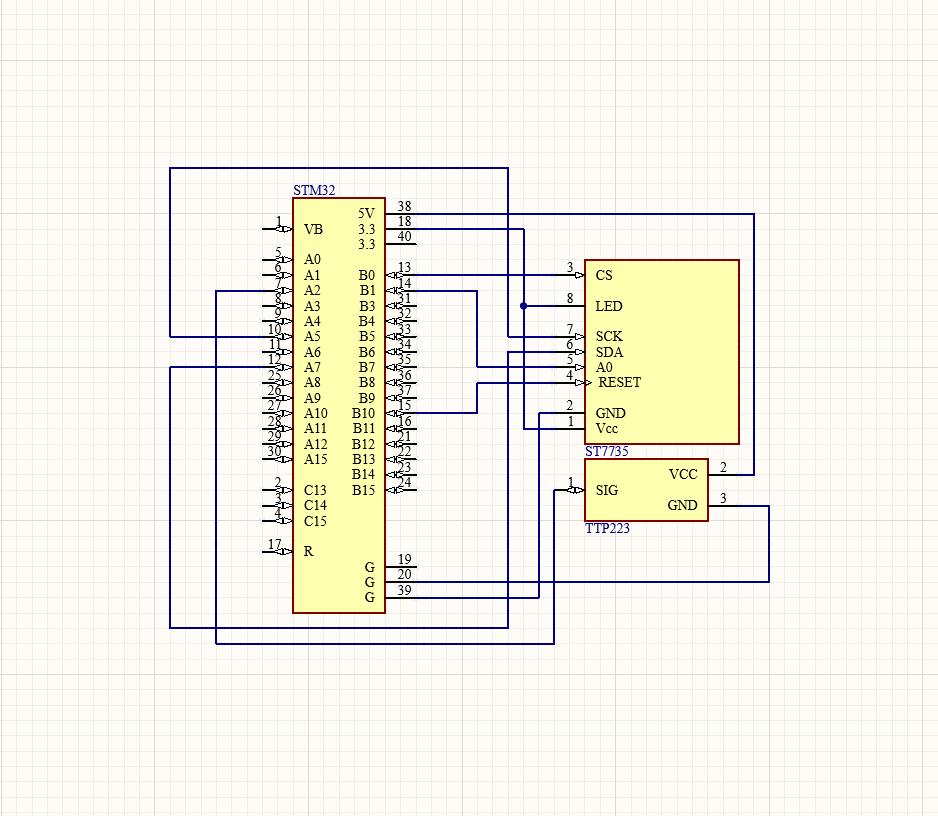 STM32
5V 38
3.3 18
1 VB
3.3 40
5 A0
6 A1 B0 13
7 A2 B1 14
8 A3 B3 31
9 A4 B4 32
10 A5 B5 33
11 A6 B6 34
12 A7 B7 35
25 A8 B8 36
26 A9 B9 37
27 A10 B10 15
28 A11 B11 16
29 A12 B12 21
30 A15 B13 22
B14 23
2 C13 B15 24
3 C14
4 C15
17 R
G 19
G 20
G 39
3 CS
8 LED
7 SCK
6 SDA
5 A0
4 RESET
2 GND
1 Vcc
ST7735
VCC 2
1 SIG
GND 3
TTP223